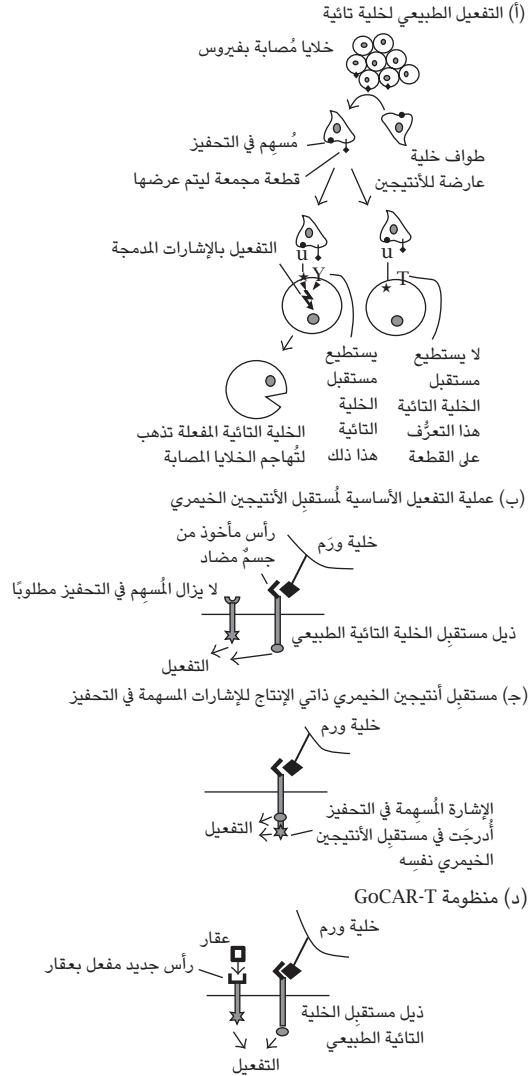 (أ) التفعيل الطبيعي لخلية تائية
خلايا مُصابة بفيروس
مُسهِم في التحفيز
قطعة مجمعة ليتم عرضها
طواف خلية
عارضة للأنتيجين
u
u
التفعيل بالإشارات المدمجة
Y
T
يستطيع
مستقبل
الخلية
التائية
هذا ذلك
لا يستطيع
مستقبل
الخلية التائية
هذا التعرُّف
على القطعة
الخلية التائية المفعلة تذهب
لتُهاجم الخلايا المصابة
(ب) عملية التفعيل الأساسية لمُستقبِل الأنتيجين الخيمري
رأس مأخوذ من
جسمٌ مضاد
خلية ورَم
لا يزال المُسهِم في التحفيز مطلوبًا
ذيل مستقبِل الخلية التائية الطبيعي
التفعيل
(ج) مستقبِل أنتيجين الخيمري ذاتي الإنتاج للإشارات المسهمة في التحفيز
خلية ورم
الإشارة المُسهِمة في التحفيز
أُدرجَت في مستقبِل الأنتيجين
الخيمري نفسِه
التفعيل
(د) منظومة GoCAR-T
خلية ورم
عقار
رأس جديد مفعل بعقار
ذيل مستقبِل الخلية
التائية الطبيعي
التفعيل